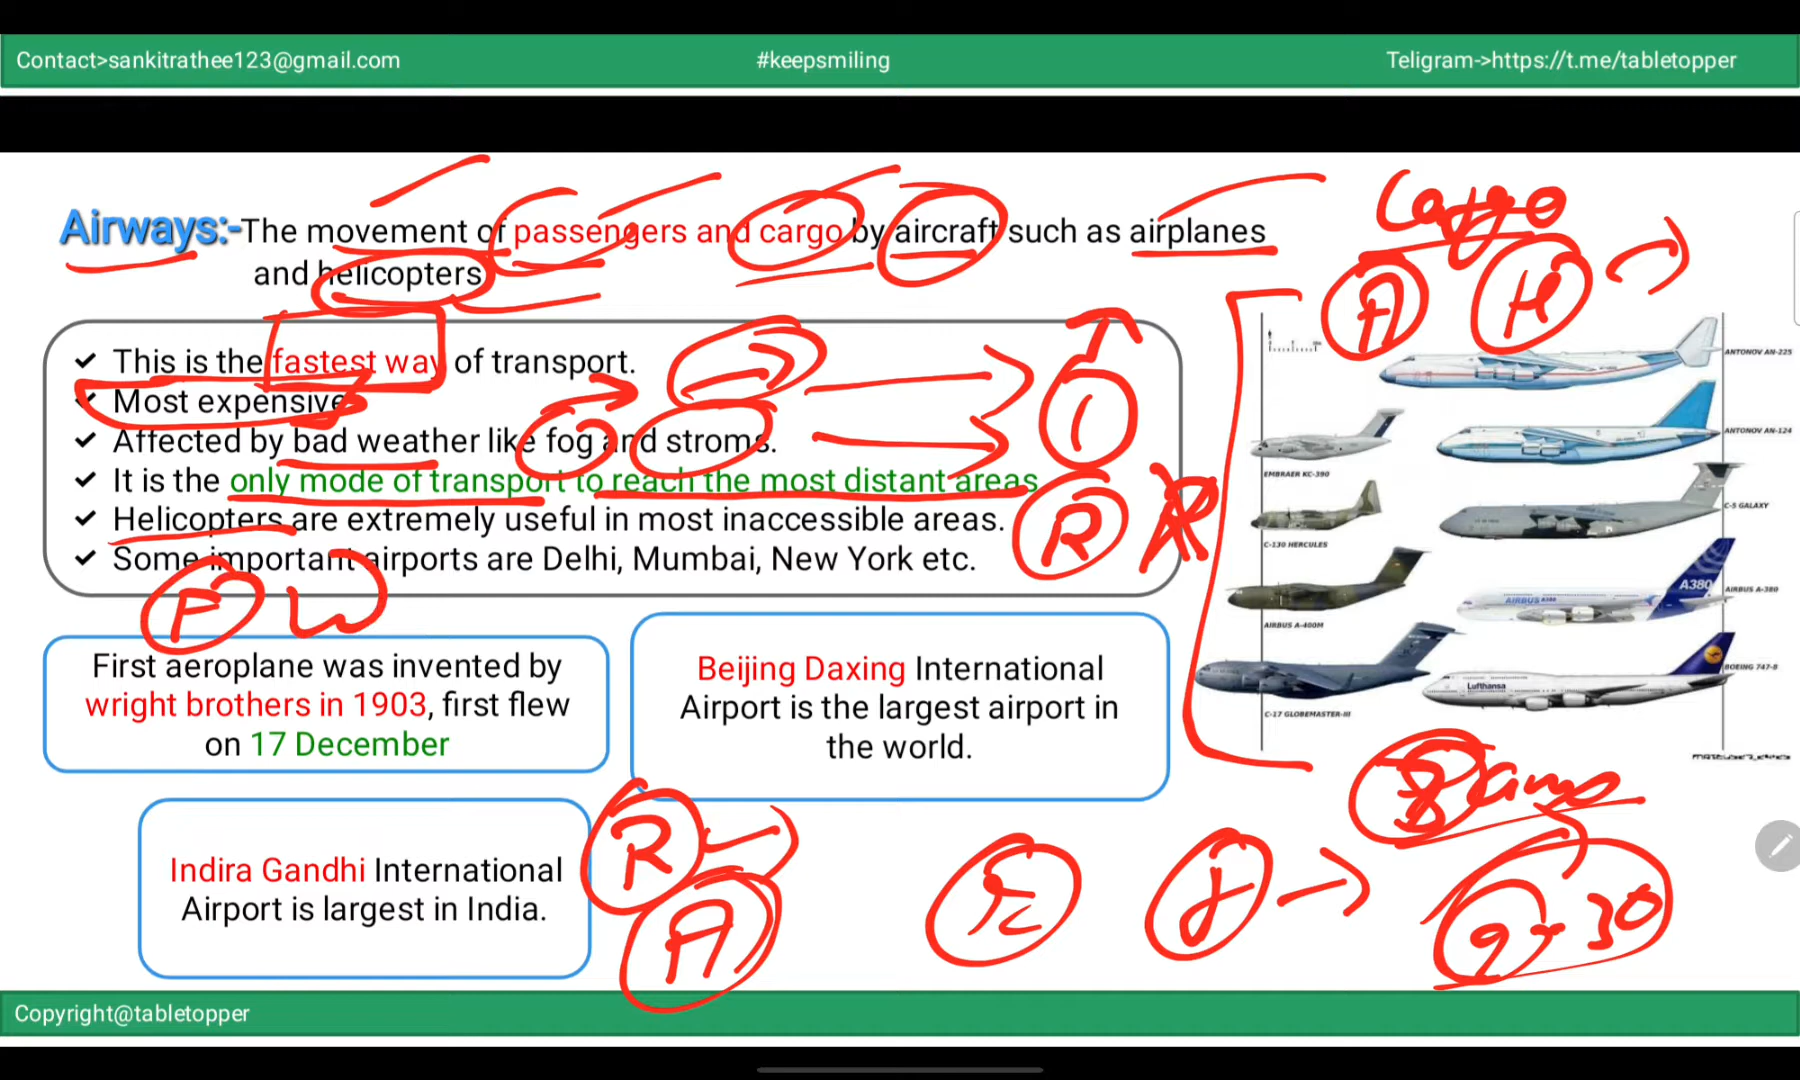 Contact>sankitrathee123@gmail.com
#keepsmiling
Teligram->https://t.me/tabletopper
Airways:-The movement of passengers and cargo by aircraft such as airplanes
and helicopters
Cargo
A H
✔ This is the fastest way of transport.
✔ Most expensive
✔ Affected by bad weather like fog and stroms.
✔ It is the only mode of transport to reach the most distant areas
✔ Helicopters are extremely useful in most inaccessible areas.
✔ Some important airports are Delhi, Mumbai, New York etc.
R
ANTONOV AN-225
ANTONOV AN-124
EMBRAER KC-390
C-5 GALAXY
C-130 HERCULES
A380
AIRBUS A380
AIRBUS A-380
AIRBUS A-400M
BOEING 747-8
Lufthansa
C-17 GLOBEMASTER-III
First aeroplane was invented by
wright brothers in 1903, first flew
on 17 December
Beijing Daxing International
Airport is the largest airport in
the world.
Indira Gandhi International
Airport is largest in India.
R
A
30
Copyright@tabletopper